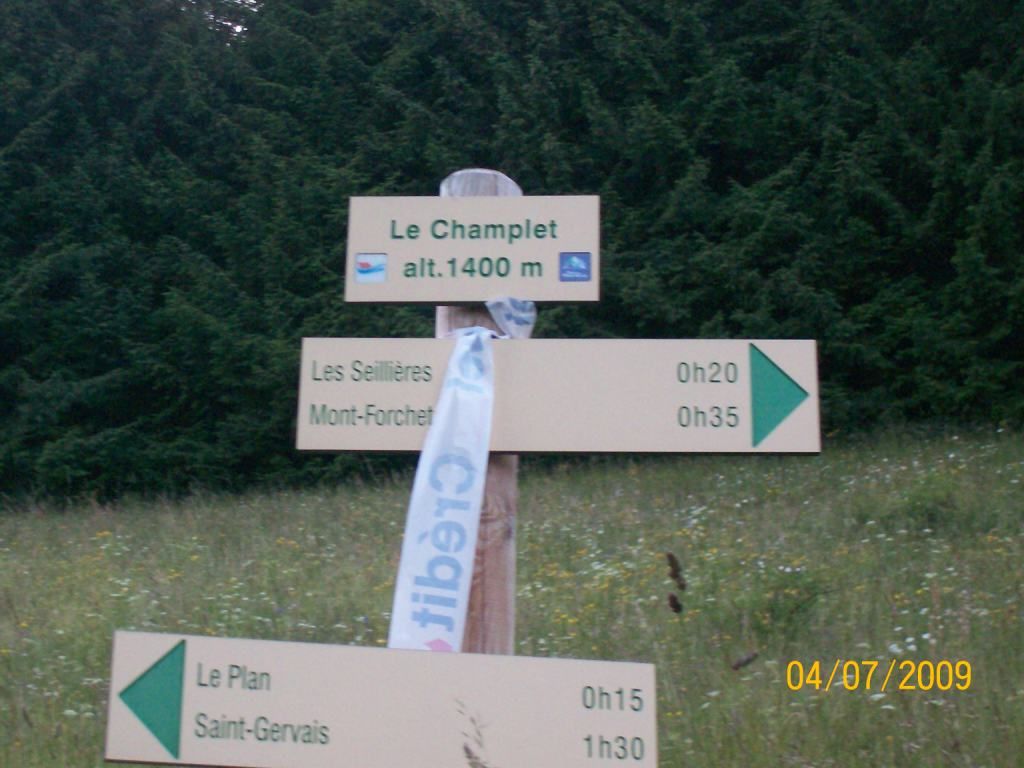 Le Champlet
alt.1400 m
Les Seillières 0h20
Mont-Forchet 0h35
Crédit
Le Plan 0h15
Saint-Gervais 1h30
04/07/2009